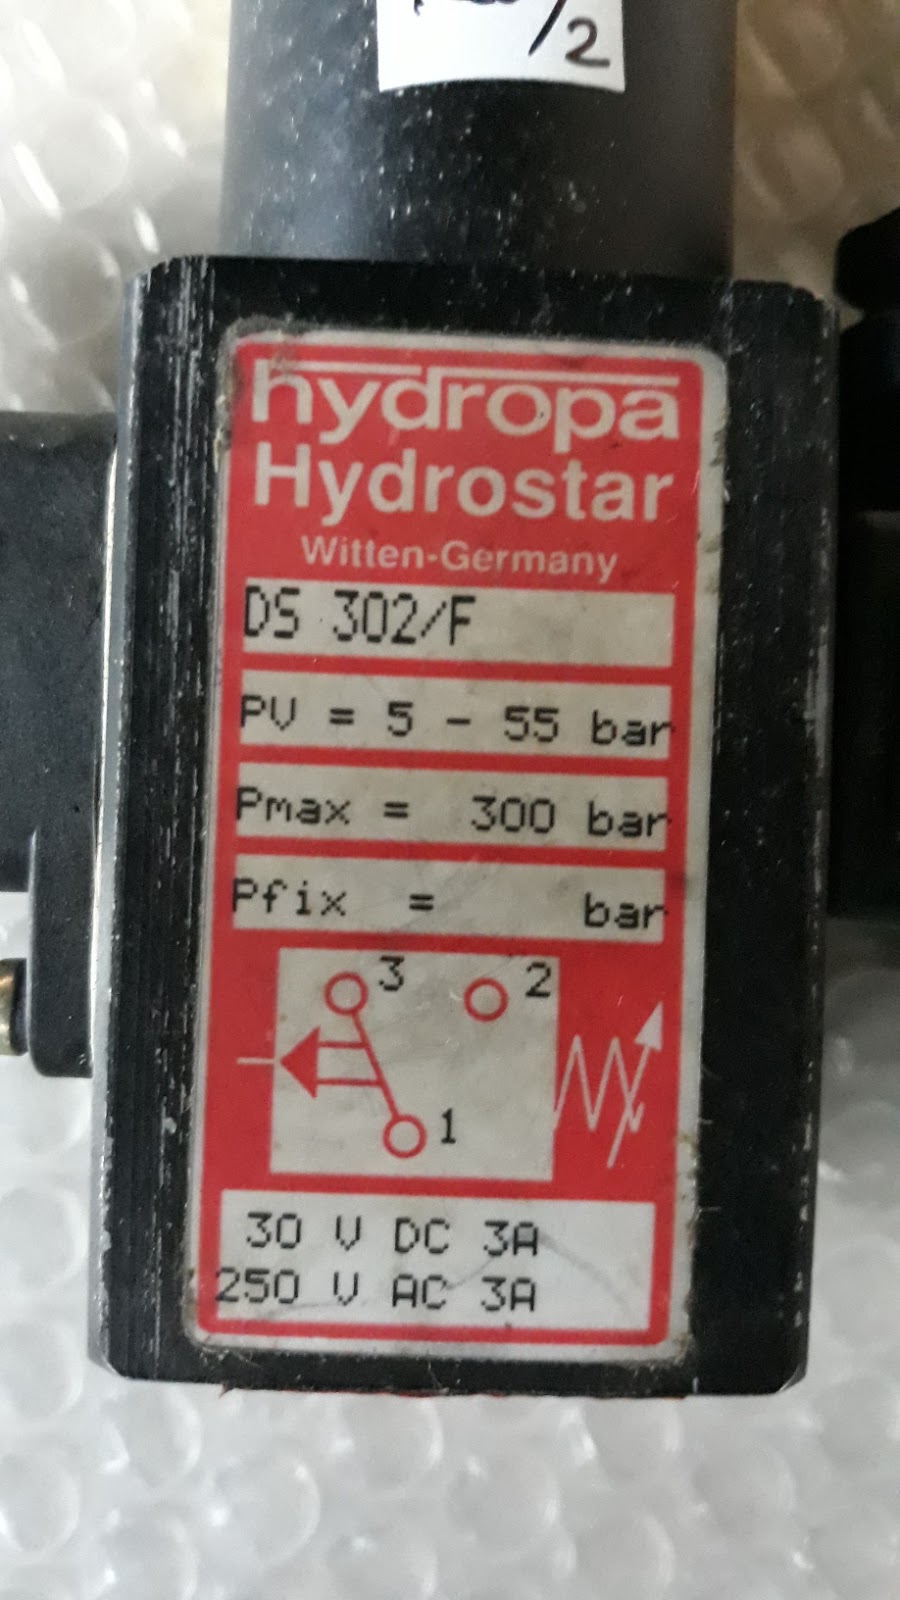 /2
hydropa
Hydrostar
Witten-Germany
DS 302/F
PV = 5 - 55 bar
Pmax = 300 bar
Pfix = bar
3 2
1
30 V DC 3A
250 V AC 3A